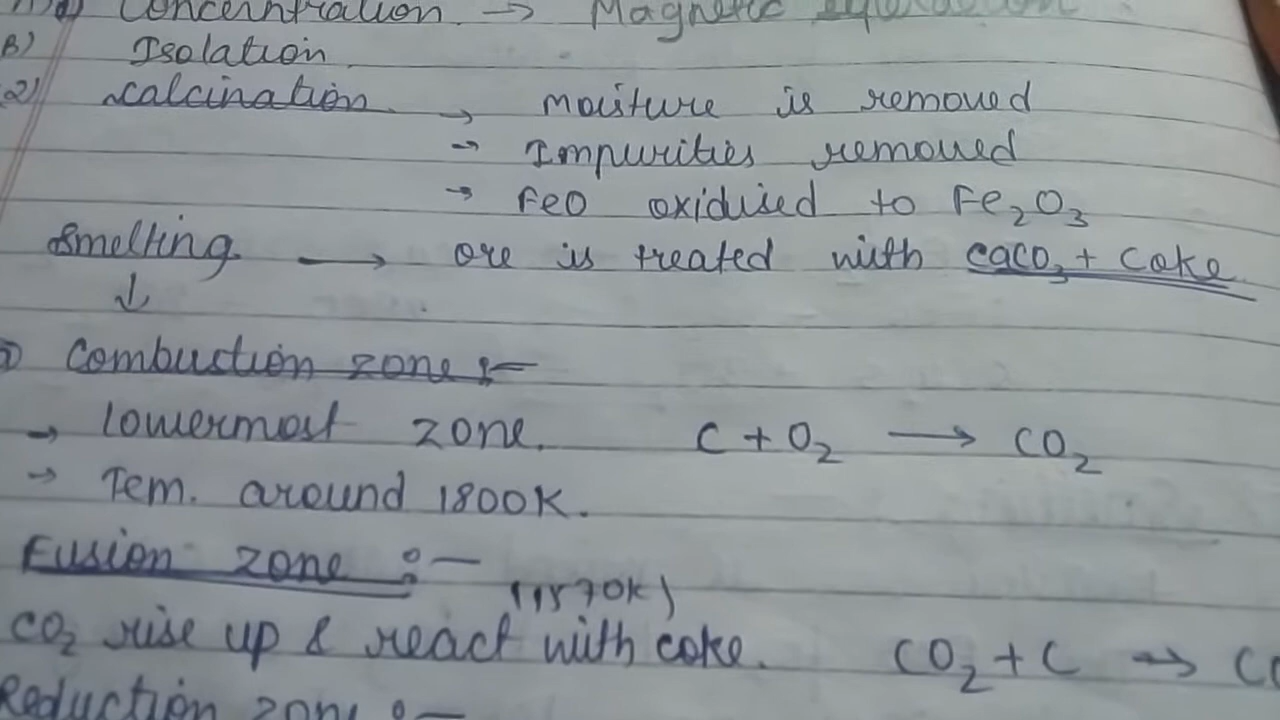 Concentration → Magnetic
B) Isolation
2) calcination → moisture is removed
→ Impurities removed
→ FeO oxidised to Fe₂O₃
Smelting → ore is treated with CaCO₃ + coke
↓
Combustion zone :-
→ lowermost zone. C + O₂ → CO₂
→ Tem. around 1800K.
Fusion zone :-
(1570K)
CO₂ rise up & react with coke. CO₂ + C →
Reduction zone :-